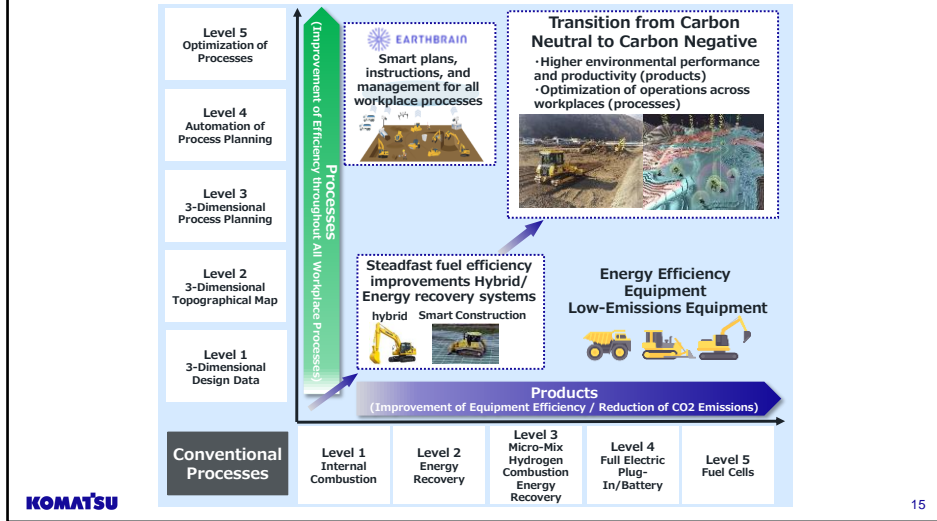 Level 5
Optimization of
Processes
Level 4
Automation of
Process Planning
Level 3
3-Dimensional
Process Planning
Level 2
3-Dimensional
Topographical Map
Level 1
3-Dimensional
Design Data
Processes
(Improvement of Efficiency throughout All Workplace Processes)
EARTHBRAIN
Smart plans,
instructions, and
management for all
workplace processes
Transition from Carbon
Neutral to Carbon Negative
・Higher environmental performance
and productivity (products)
・Optimization of operations across
workplaces (processes)
Steadfast fuel efficiency
improvements Hybrid/
Energy recovery systems
hybrid Smart Construction
Energy Efficiency
Equipment
Low-Emissions Equipment
Products
(Improvement of Equipment Efficiency / Reduction of CO2 Emissions)
Conventional
Processes
Level 1
Internal
Combustion
Level 2
Energy
Recovery
Level 3
Micro-Mix
Hydrogen
Combustion
Energy
Recovery
Level 4
Full Electric
Plug-
In/Battery
Level 5
Fuel Cells
KOMATSU
15